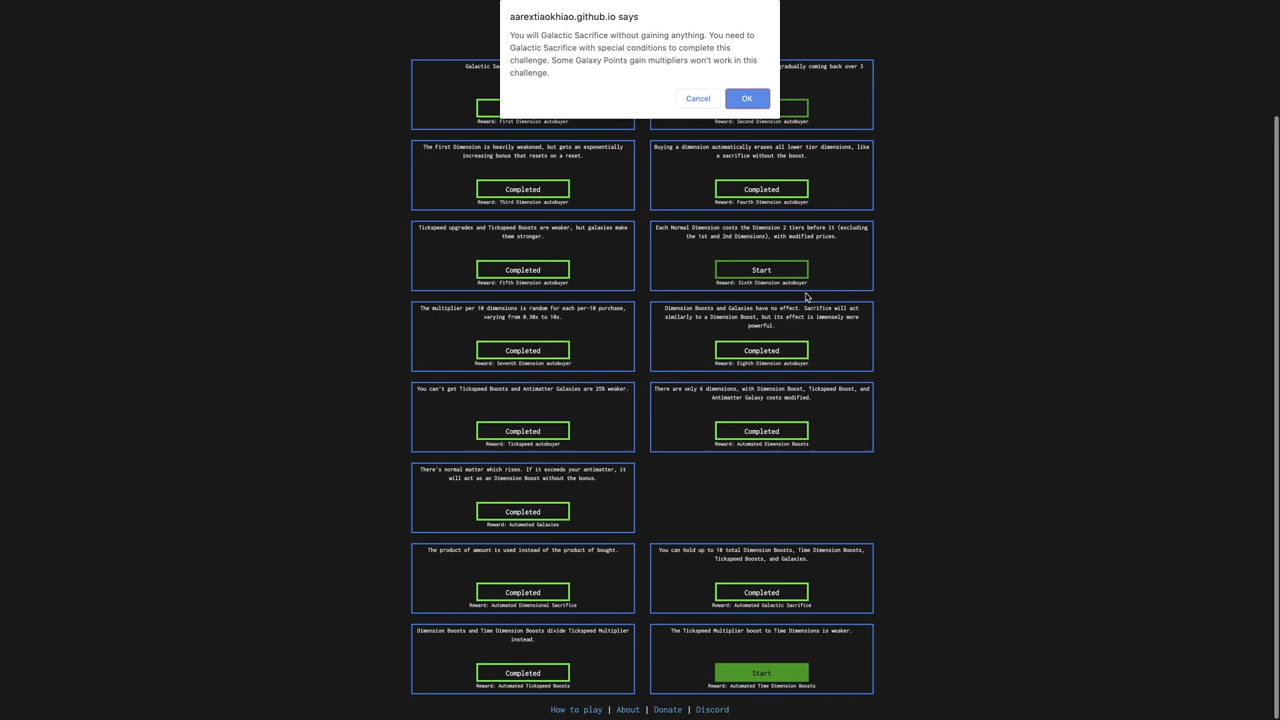 aarextiaokhiao.github.io says
You will Galactic Sacrifice without gaining anything. You need to
Galactic Sacrifice with special conditions to complete this
challenge. Some Galaxy Points gain multipliers won't work in this
challenge.
Cancel
OK
Galactic Sac
gradually coming back over 3
Reward: First Dimension autobuyer
Reward: Second Dimension autobuyer
The First Dimension is heavily weakened, but gets an exponentially
increasing bonus that resets on a reset.
Completed
Reward: Third Dimension autobuyer
Buying a dimension automatically erases all lower tier dimensions, like
a sacrifice without the boost.
Completed
Reward: Fourth Dimension autobuyer
Tickspeed upgrades and Tickspeed Boosts are weaker, but galaxies make
them stronger.
Completed
Reward: Fifth Dimension autobuyer
Each Normal Dimension costs the Dimension 2 tiers before it (excluding
the 1st and 2nd Dimensions), with modified prices.
Start
Reward: Sixth Dimension autobuyer
The multiplier per 10 dimensions is random for each per-10 purchase,
varying from 0.30x to 10x.
Completed
Reward: Seventh Dimension autobuyer
Dimension Boosts and Galaxies have no effect. Sacrifice will act
similarly to a Dimension Boost, but its effect is immensely more
powerful.
Completed
Reward: Eighth Dimension autobuyer
You can't get Tickspeed Boosts and Antimatter Galaxies are 25% weaker.
Completed
Reward: Tickspeed autobuyer
There are only 6 dimensions, with Dimension Boost, Tickspeed Boost, and
Antimatter Galaxy costs modified.
Completed
Reward: Automated Dimension Boosts
There's normal matter which rises. If it exceeds your antimatter, it
will act as an Dimension Boost without the bonus.
Completed
Reward: Automated Galaxies
The product of amount is used instead of the product of bought.
Completed
Reward: Automated Dimensional Sacrifice
You can hold up to 10 total Dimension Boosts, Time Dimension Boosts,
Tickspeed Boosts, and Galaxies.
Completed
Reward: Automated Galactic Sacrifice
Dimension Boosts and Time Dimension Boosts divide Tickspeed Multiplier
instead.
Completed
Reward: Automated Tickspeed Boosts
The Tickspeed Multiplier boost to Time Dimensions is weaker.
Start
Reward: Automated Time Dimension Boosts
How to play | About | Donate | Discord